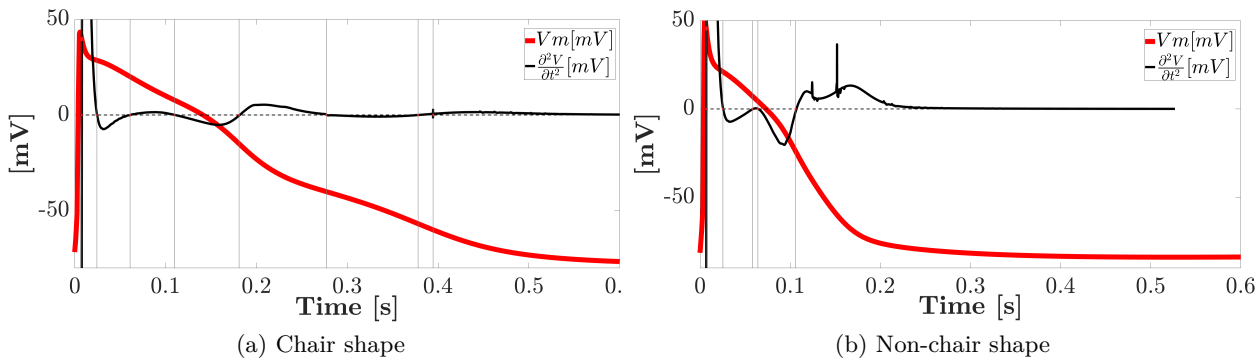 50
0
-50
[mV]
Vm[mV]
∂²V/∂t² [mV]
0 0.1 0.2 0.3 0.4 0.5 0.
Time [s]
(a) Chair shape
50
0
-50
[mV]
Vm[mV]
∂²V/∂t² [mV]
0 0.1 0.2 0.3 0.4 0.5 0.6
Time [s]
(b) Non-chair shape